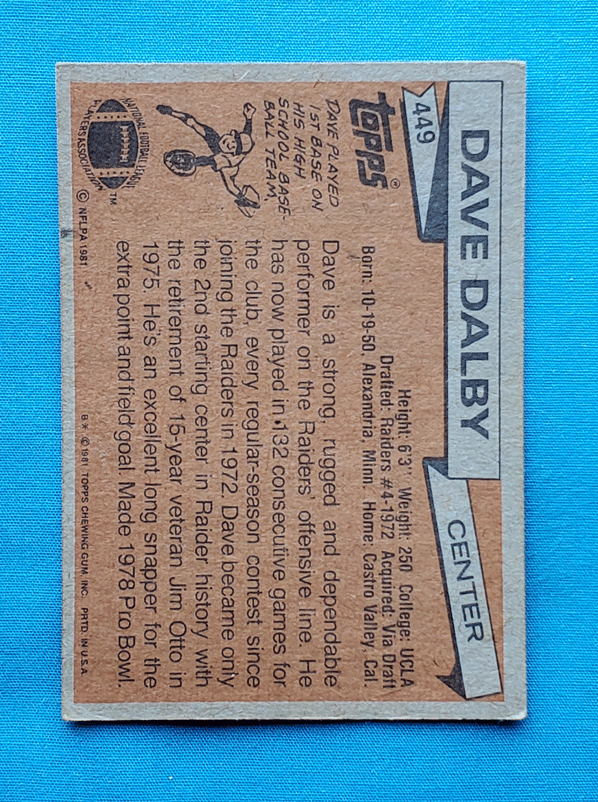 DAVE DALBY
CENTER
449
topps®
Height: 6'3" Weight: 250 College: UCLA
Drafted: Raiders #4-1972 Acquired: Via Draft
Born: 10-19-50, Alexandria, Minn. Home: Castro Valley, Cal.
DAVE PLAYED
1ST BASE ON
HIS HIGH
SCHOOL BASE-
BALL TEAM.
Dave is a strong, rugged and dependable
performer on the Raiders' offensive line. He
has now played in 132 consecutive games for
the club, every regular-season contest since
joining the Raiders in 1972. Dave became only
the 2nd starting center in Raider history with
the retirement of 15-year veteran Jim Otto in
1975. He's an excellent long snapper for the
extra point and field goal. Made 1978 Pro Bowl.
NATIONAL FOOTBALL LEAGUE
PLAYERS ASSOCIATION
TM
© NFLPA 1981
B* © 1981 TOPPS CHEWING GUM, INC. PRTD. IN U.S.A.